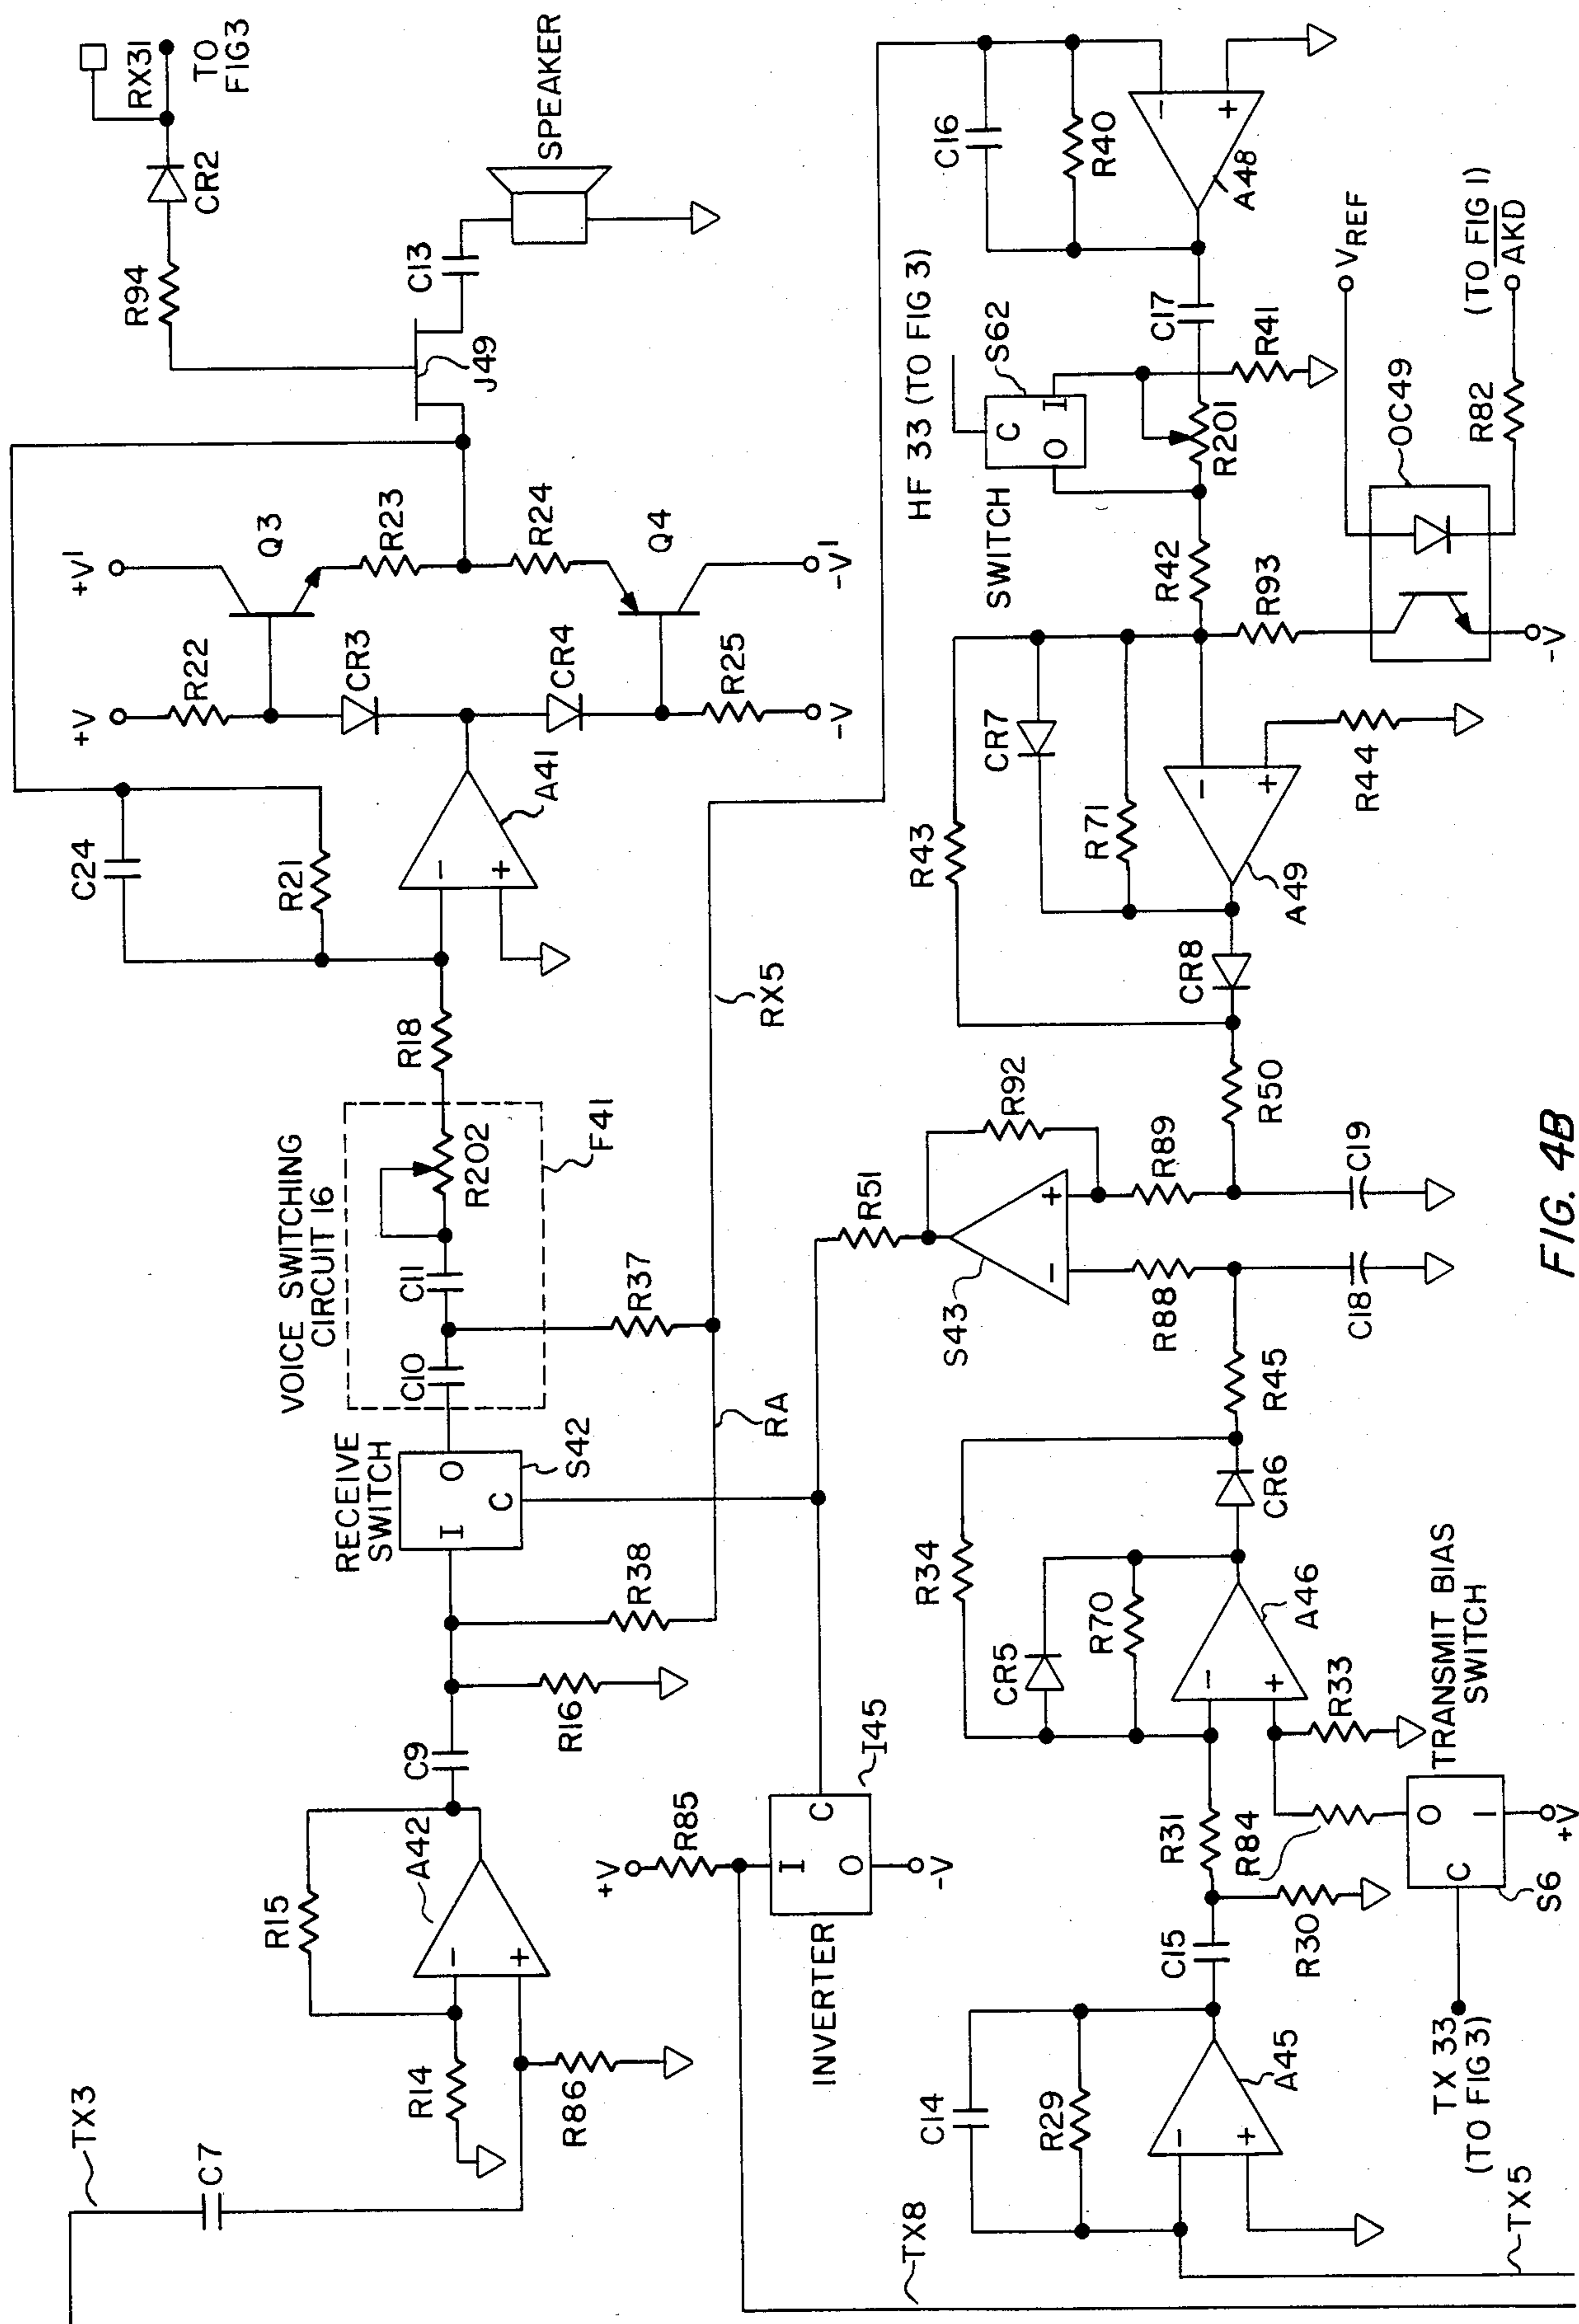 TX3
C7
R14
R86
R15
A42
-
+
C9
R16
R38
RECEIVE
SWITCH
I
O
C
S42
VOICE SWITCHING
CIRCUIT 16
C10
C11
R202
F41
R37
RA
RX5
R18
R21
C24
-
+
A41
+V
R22
CR3
CR4
R25
-V
+V'
Q3
R23
R24
Q4
-V'
J49
R94
CR2
RX31
TO
FIG3
C13
SPEAKER
TX8
+V
R85
I
C
O
I45
-V
INVERTER
TX5
C14
R29
-
+
A45
C15
R30
R31
R84
TX 33
(TO FIG 3)
C
O
I
S6
+V
TRANSMIT BIAS
SWITCH
R33
R34
CR5
R70
-
+
A46
CR6
R45
S43
-
+
R51
R92
R88
R89
C18
C19
R50
CR8
R43
CR7
R71
-
+
A49
R44
R42
R93
-V
OC49
SWITCH
HF 33 (TO FIG 3)
C
O
I
S62
R201
R41
C17
C16
R40
-
+
A48
VREF
R82
(TO FIG 1)
AKD
FIG. 4B